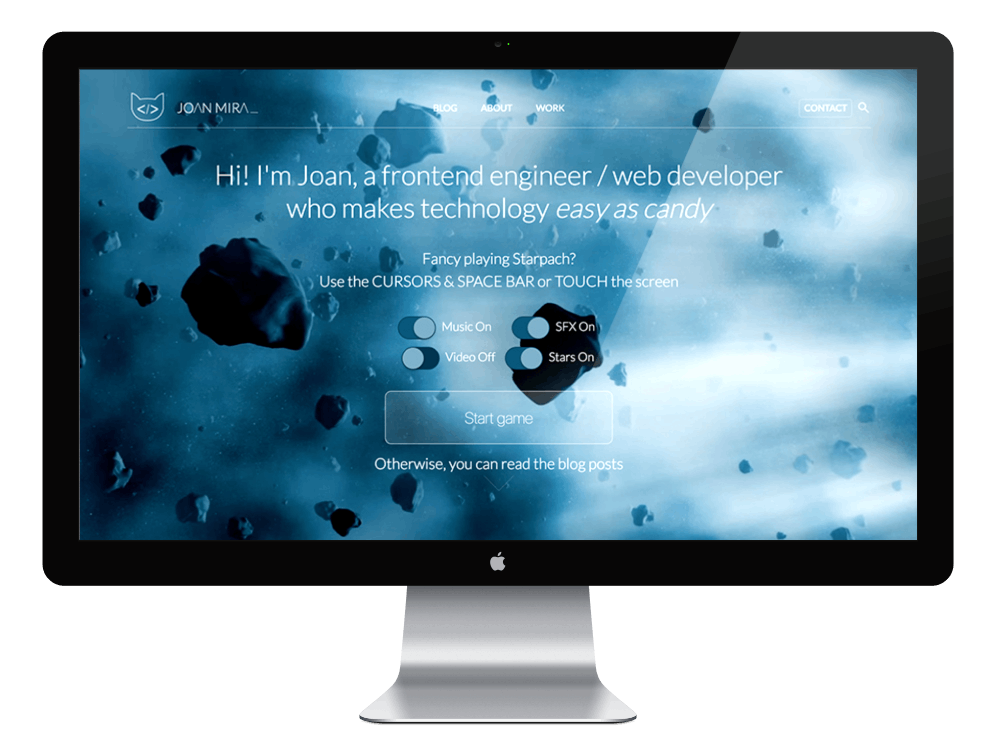 </> JOAN MIRA_
BLOG ABOUT WORK
CONTACT
Hi! I'm Joan, a frontend engineer / web developer
who makes technology easy as candy
Fancy playing Starpach?
Use the CURSORS & SPACE BAR or TOUCH the screen
Music On SFX On
Video Off Stars On
Start game
Otherwise, you can read the blog posts